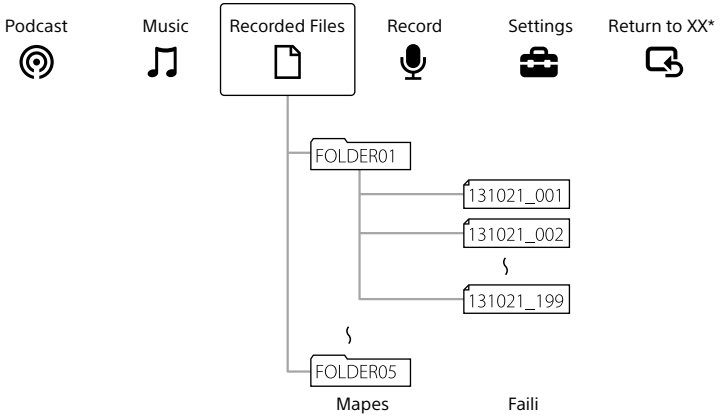 Podcast Music Recorded Files Record Settings Return to XX*
FOLDER01
131021_001
131021_002
131021_199
FOLDER05
Mapes Faili